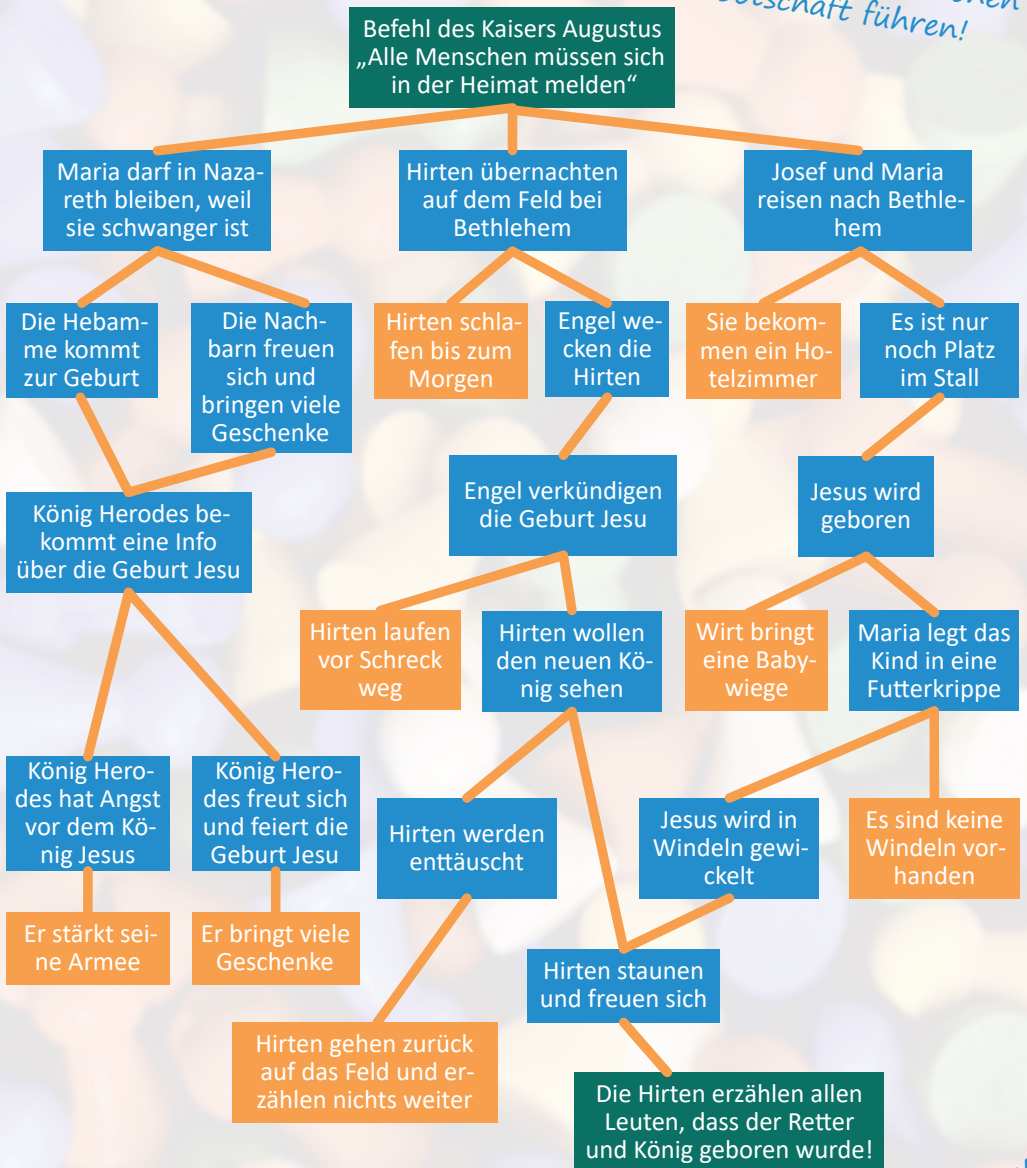 Botschaft führen!
Befehl des Kaisers Augustus
„Alle Menschen müssen sich
in der Heimat melden“
Maria darf in Naza-
reth bleiben, weil
sie schwanger ist
Hirten übernachten
auf dem Feld bei
Bethlehem
Josef und Maria
reisen nach Bethle-
hem
Die Hebam-
me kommt
zur Geburt
Die Nach-
barn freuen
sich und
bringen viele
Geschenke
Hirten schla-
fen bis zum
Morgen
Engel we-
cken die
Hirten
Sie bekom-
men ein Ho-
telzimmer
Es ist nur
noch Platz
im Stall
König Herodes be-
kommt eine Info
über die Geburt Jesu
Engel verkündigen
die Geburt Jesu
Jesus wird
geboren
Hirten laufen
vor Schreck
weg
Hirten wollen
den neuen Kö-
nig sehen
Wirt bringt
eine Baby-
wiege
Maria legt das
Kind in eine
Futterkrippe
König Hero-
des hat Angst
vor dem Kö-
nig Jesus
König Hero-
des freut sich
und feiert die
Geburt Jesu
Hirten werden
enttäuscht
Jesus wird in
Windeln gewi-
ckelt
Es sind keine
Windeln vor-
handen
Er stärkt sei-
ne Armee
Er bringt viele
Geschenke
Hirten staunen
und freuen sich
Hirten gehen zurück
auf das Feld und er-
zählen nichts weiter
Die Hirten erzählen allen
Leuten, dass der Retter
und König geboren wurde!